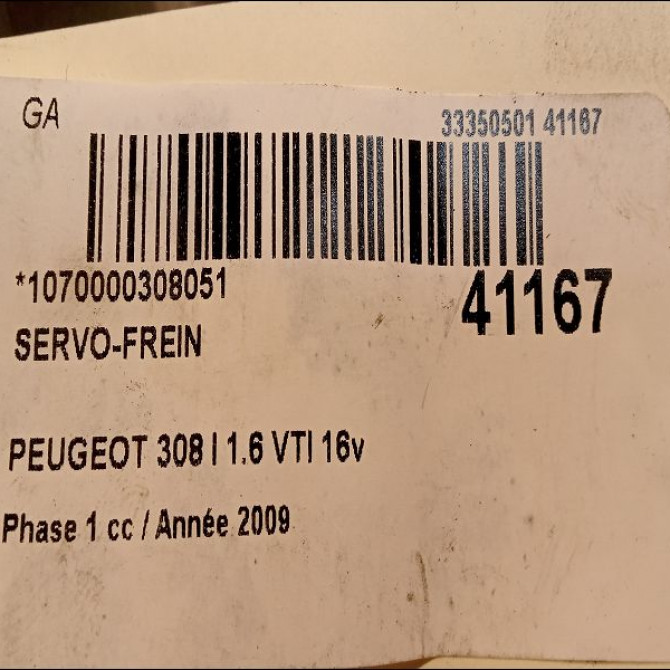 GA
33350501 41167
*1070000308051
41167
SERVO-FREIN
PEUGEOT 308 I 1.6 VTI 16v
Phase 1 cc / Année 2009